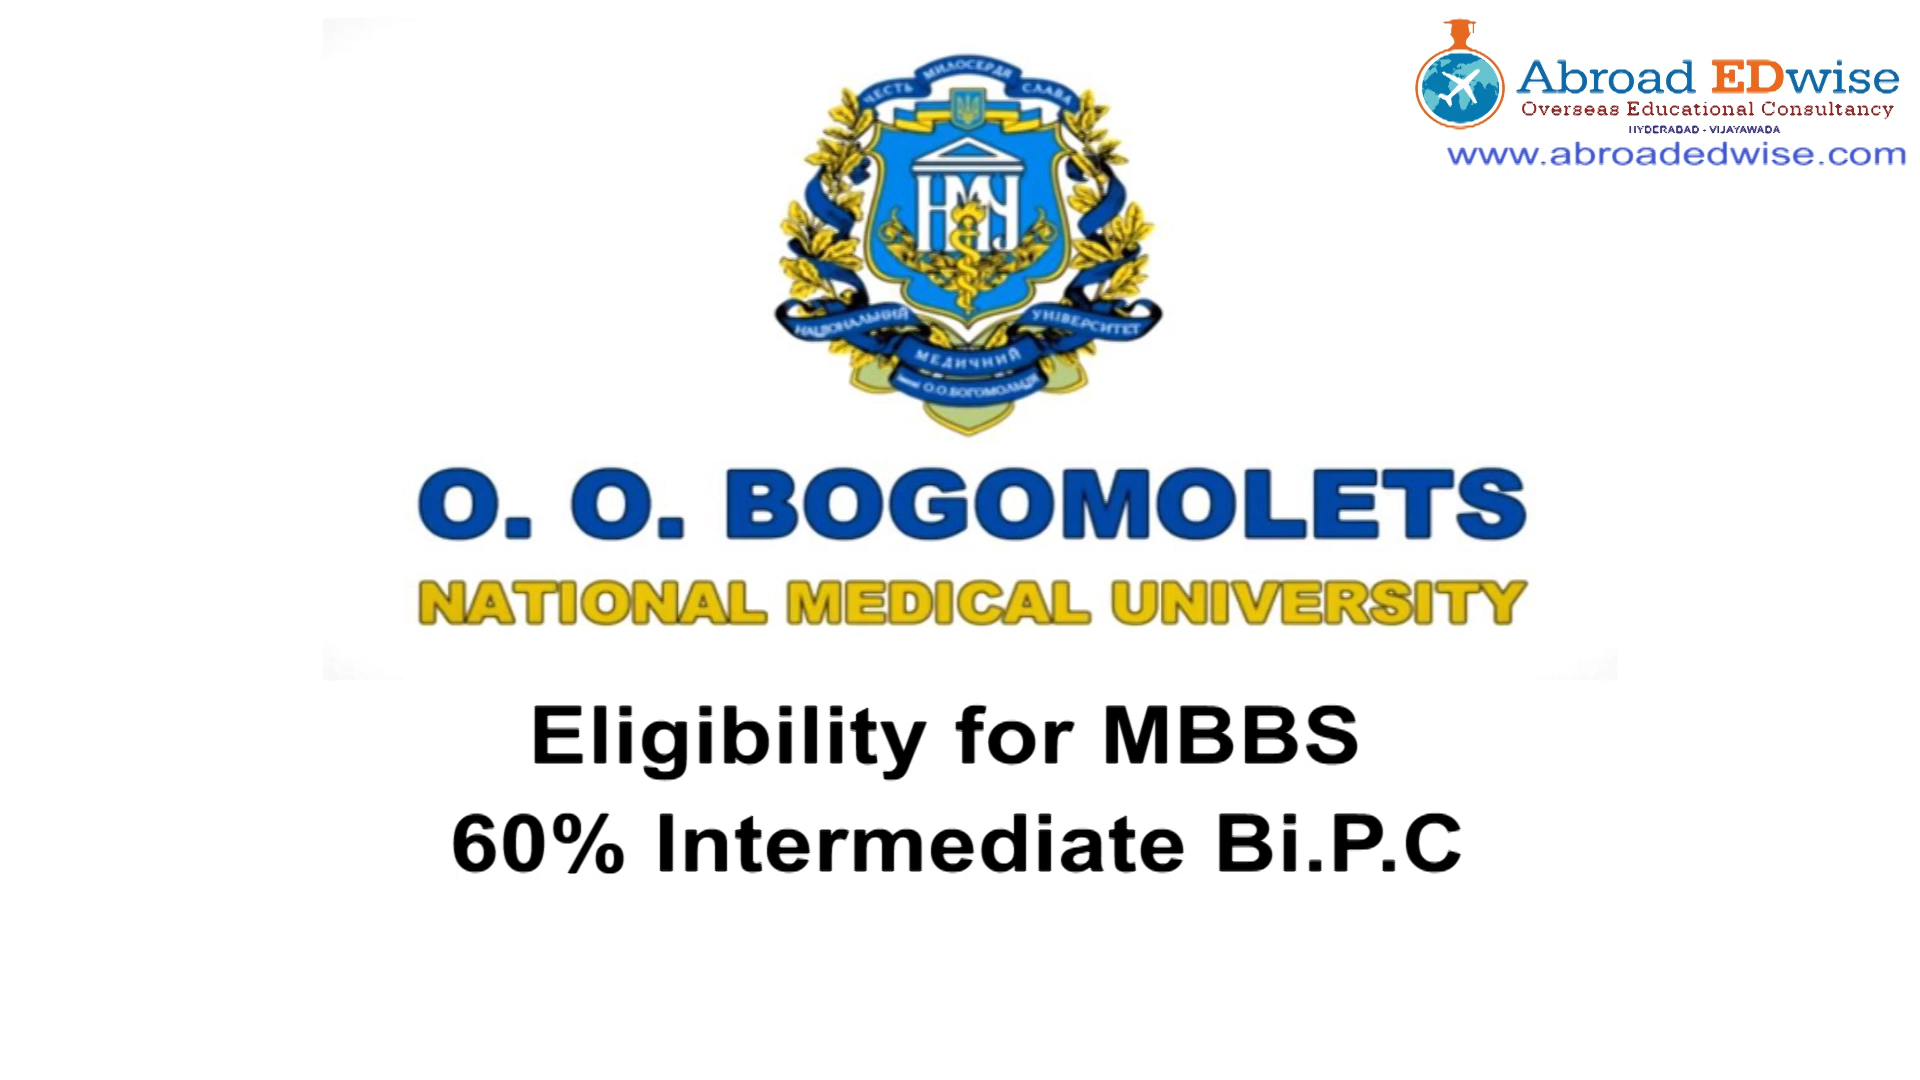 Abroad EDwise
Overseas Educational Consultancy
HYDERABAD - VIJAYAWADA
www.abroadedwise.com
ЧЕСТЬ МИЛОСЕРДЯ СЛАВА
НМУ
НАЦІОНАЛЬНИЙ УНІВЕРСИТЕТ
МЕДИЧНИЙ
імені О.О.БОГОМОЛЬЦЯ
O. O. BOGOMOLETS
NATIONAL MEDICAL UNIVERSITY
Eligibility for MBBS
60% Intermediate Bi.P.C